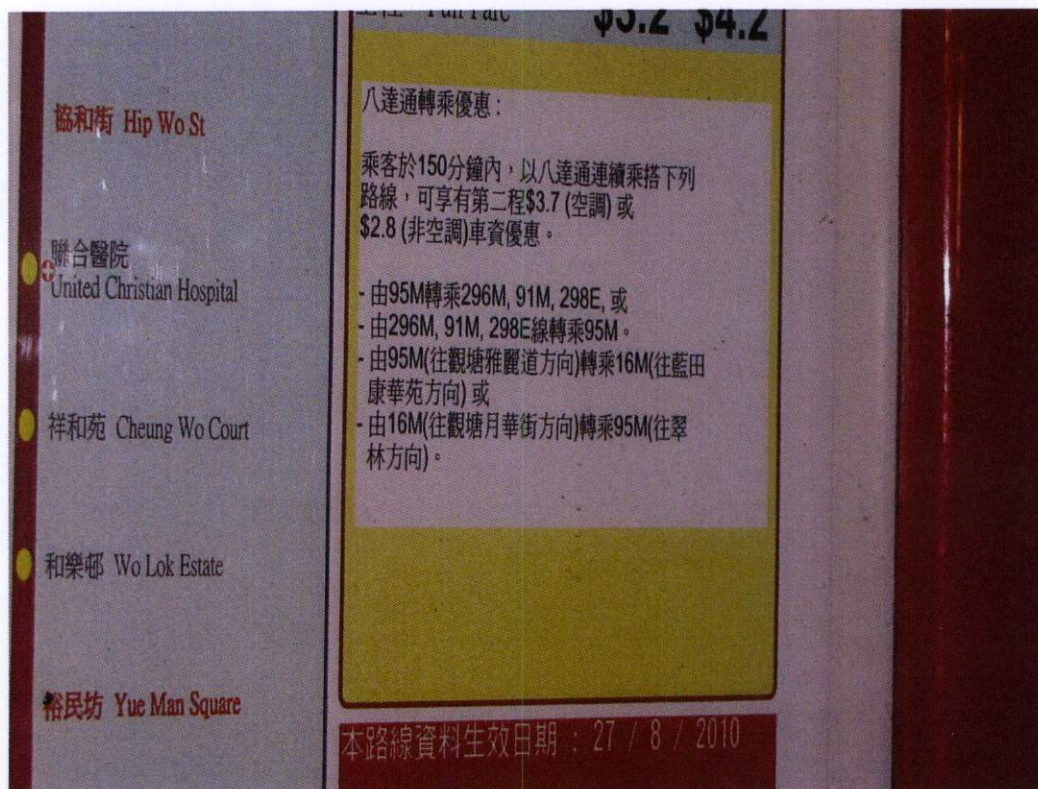 協和街 Hip Wo St
聯合醫院
United Christian Hospital
祥和苑 Cheung Wo Court
和樂邨 Wo Lok Estate
裕民坊 Yue Man Square
全程 Full Fare $3.2 $4.2
八達通轉乘優惠：
乘客於150分鐘內，以八達通連續乘搭下列
路線，可享有第二程$3.7 (空調) 或
$2.8 (非空調)車資優惠。
- 由95M轉乘296M, 91M, 298E, 或
- 由296M, 91M, 298E線轉乘95M。
- 由95M(往觀塘雅麗道方向)轉乘16M(往藍田
康華苑方向) 或
- 由16M(往觀塘月華街方向)轉乘95M(往翠
林方向)。
本路線資料生效日期 : 27 / 8 / 2010